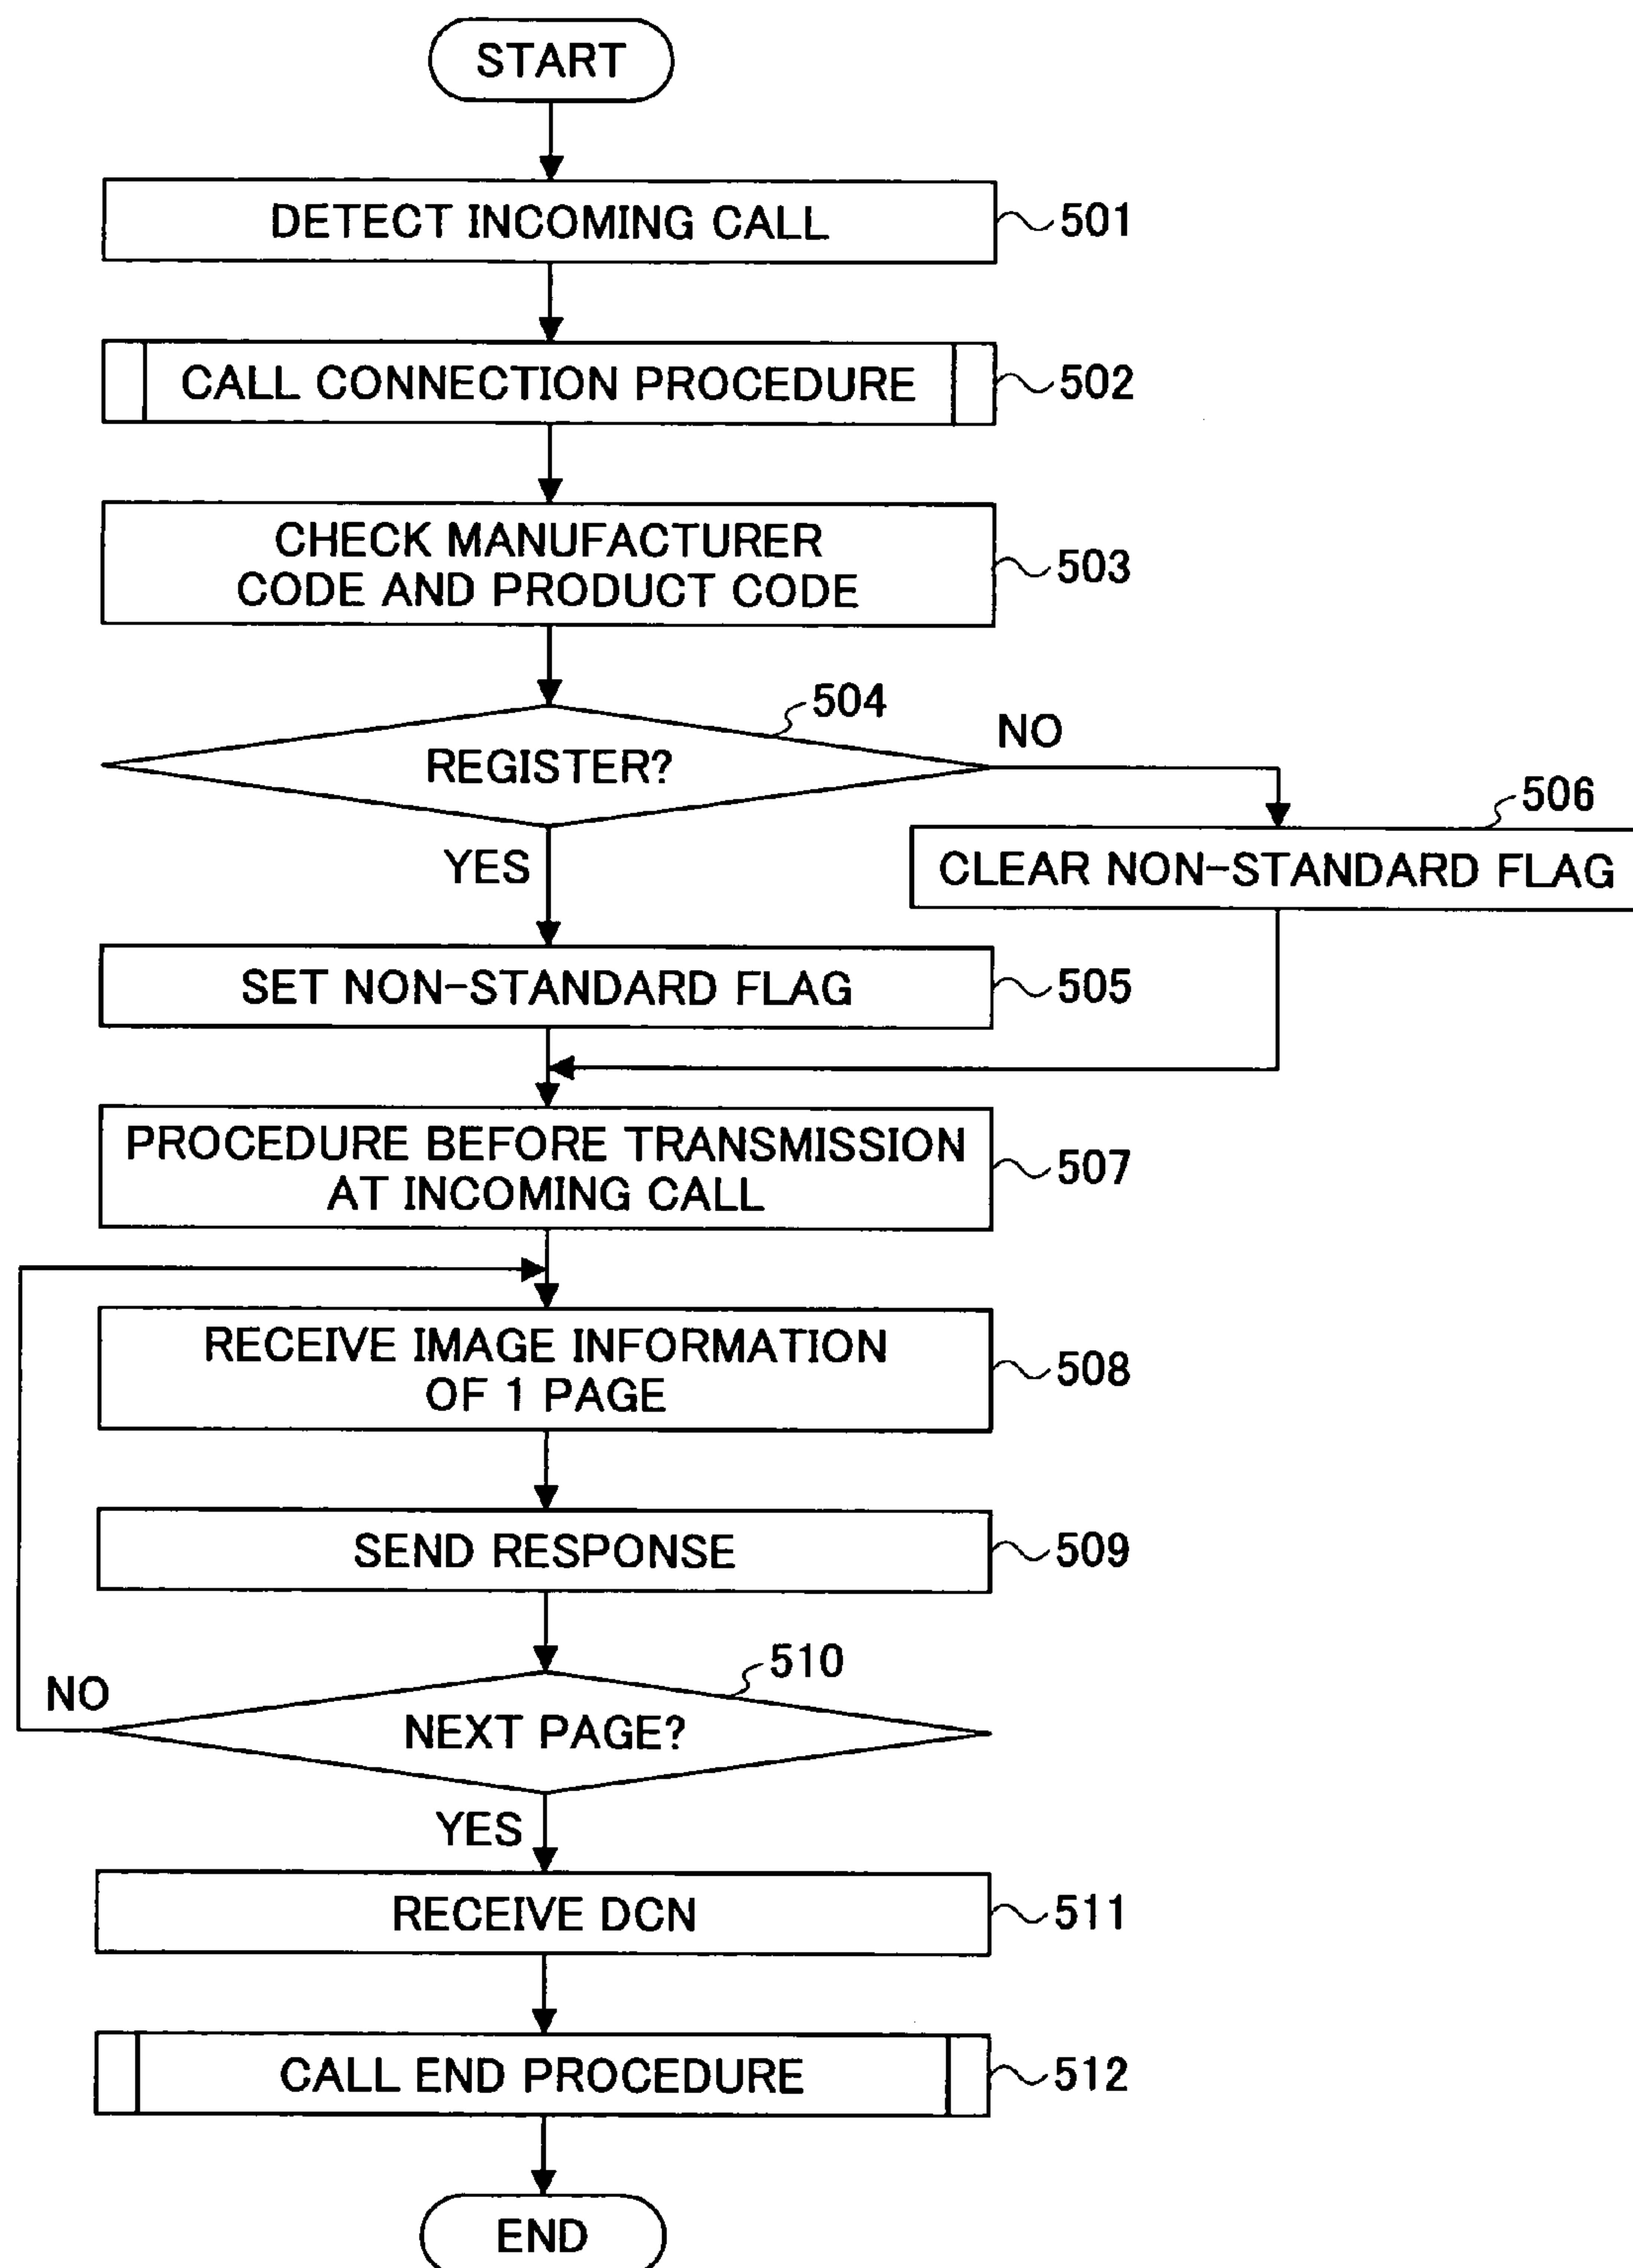 START
DETECT INCOMING CALL
501
CALL CONNECTION PROCEDURE
502
CHECK MANUFACTURER
CODE AND PRODUCT CODE
503
504
REGISTER?
NO
YES
506
CLEAR NON-STANDARD FLAG
SET NON-STANDARD FLAG
505
PROCEDURE BEFORE TRANSMISSION
AT INCOMING CALL
507
RECEIVE IMAGE INFORMATION
OF 1 PAGE
508
SEND RESPONSE
509
510
NO
NEXT PAGE?
YES
RECEIVE DCN
511
CALL END PROCEDURE
512
END